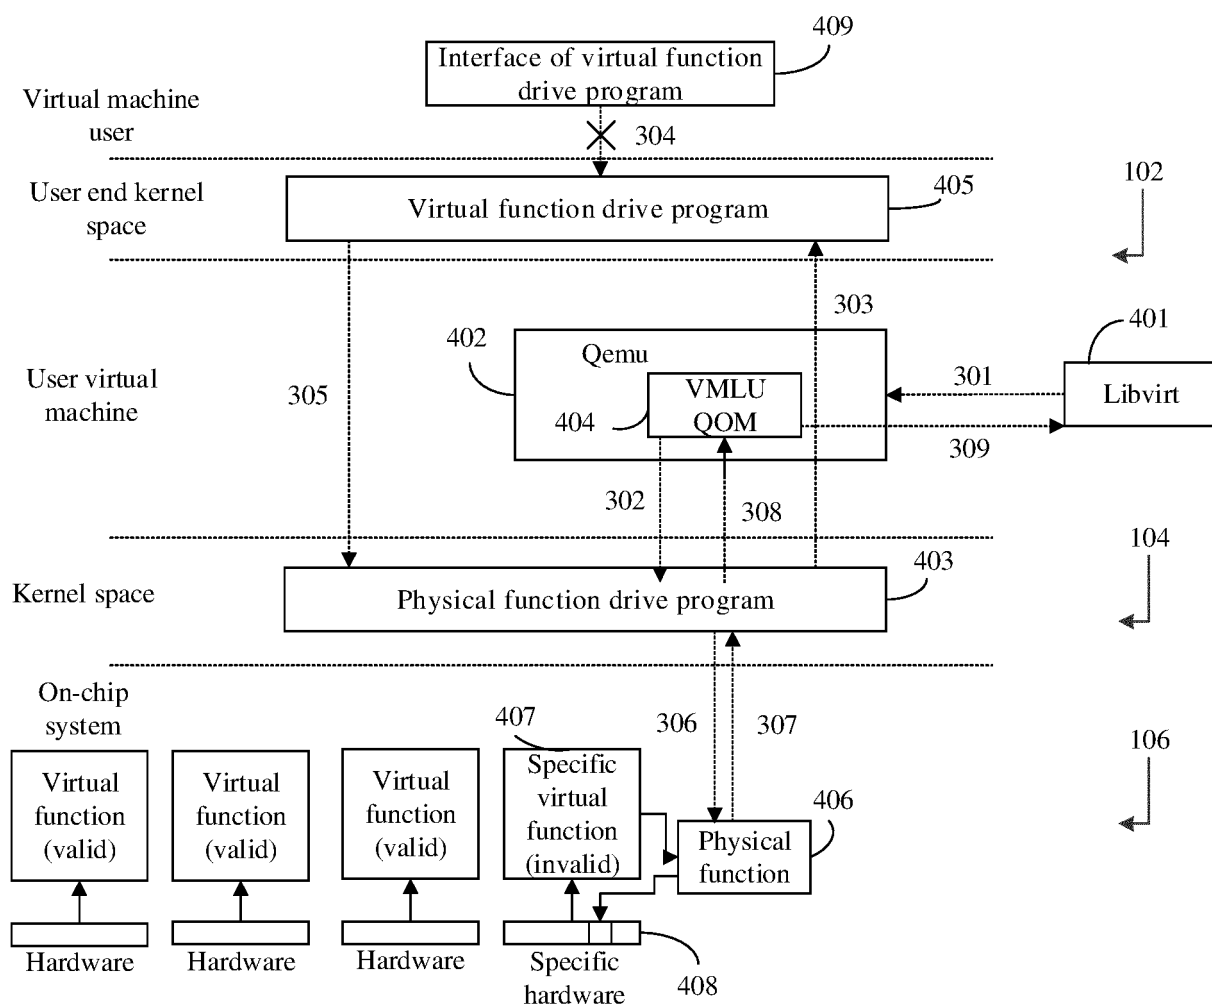 409
Interface of virtual function
drive program
Virtual machine
user
304
User end kernel
space
Virtual function drive program
405
102
303
401
402
Qemu
User virtual
machine
305
VMLU
QOM
404
301
Libvirt
309
302
308
104
403
Kernel space
Physical function drive program
On-chip
system
407
306
307
106
Virtual
function
(valid)
Virtual
function
(valid)
Virtual
function
(valid)
Specific
virtual
function
(invalid)
406
Physical
function
Hardware
Hardware
Hardware
Specific
hardware
408